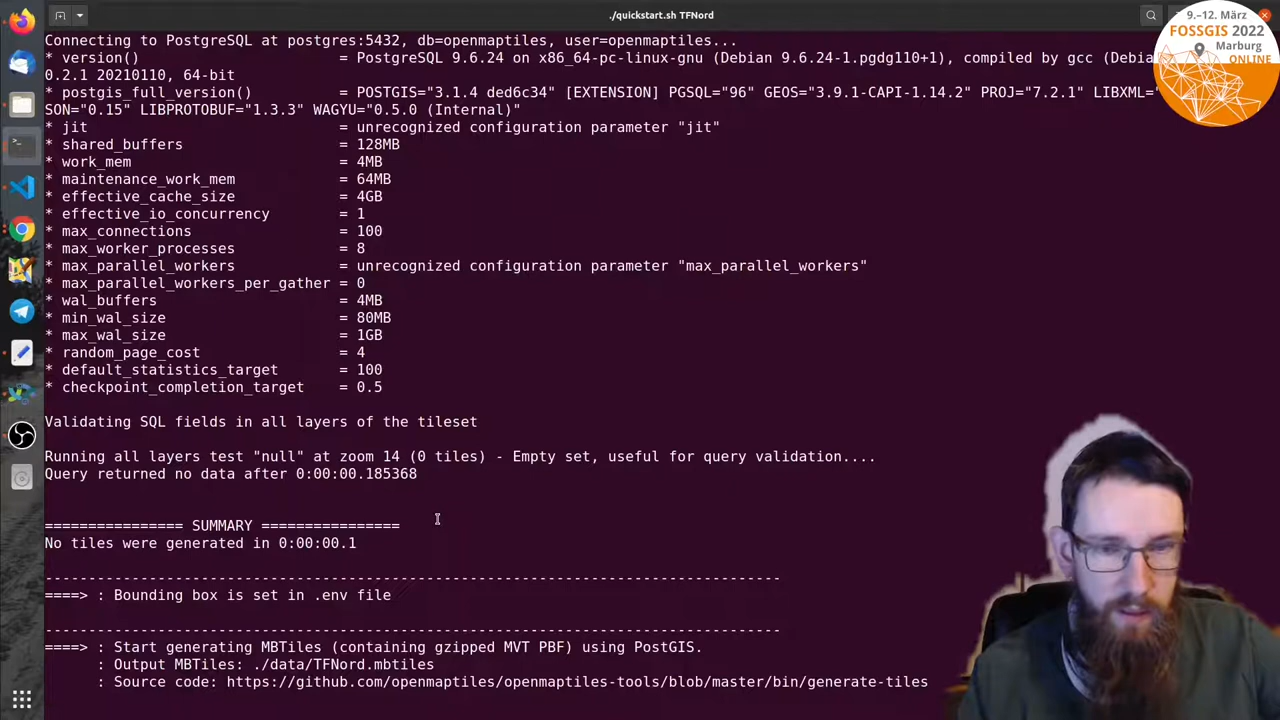 ./quickstart.sh TFNord
9.–12. März
FOSSGIS 2022
Marburg
ONLINE
Connecting to PostgreSQL at postgres:5432, db=openmaptiles, user=openmaptiles...
* version() = PostgreSQL 9.6.24 on x86_64-pc-linux-gnu (Debian 9.6.24-1.pgdg110+1), compiled by gcc (Debia
0.2.1 20210110, 64-bit
* postgis_full_version() = POSTGIS="3.1.4 ded6c34" [EXTENSION] PGSQL="96" GEOS="3.9.1-CAPI-1.14.2" PROJ="7.2.1" LIBXML="
SON="0.15" LIBPROTOBUF="1.3.3" WAGYU="0.5.0 (Internal)"
* jit = unrecognized configuration parameter "jit"
* shared_buffers = 128MB
* work_mem = 4MB
* maintenance_work_mem = 64MB
* effective_cache_size = 4GB
* effective_io_concurrency = 1
* max_connections = 100
* max_worker_processes = 8
* max_parallel_workers = unrecognized configuration parameter "max_parallel_workers"
* max_parallel_workers_per_gather = 0
* wal_buffers = 4MB
* min_wal_size = 80MB
* max_wal_size = 1GB
* random_page_cost = 4
* default_statistics_target = 100
* checkpoint_completion_target = 0.5
Validating SQL fields in all layers of the tileset
Running all layers test "null" at zoom 14 (0 tiles) - Empty set, useful for query validation....
Query returned no data after 0:00:00.185368
================ SUMMARY ================
No tiles were generated in 0:00:00.1
-------------------------------------------------------------------------------------
====> : Bounding box is set in .env file
-------------------------------------------------------------------------------------
====> : Start generating MBTiles (containing gzipped MVT PBF) using PostGIS.
: Output MBTiles: ./data/TFNord.mbtiles
: Source code: https://github.com/openmaptiles/openmaptiles-tools/blob/master/bin/generate-tiles